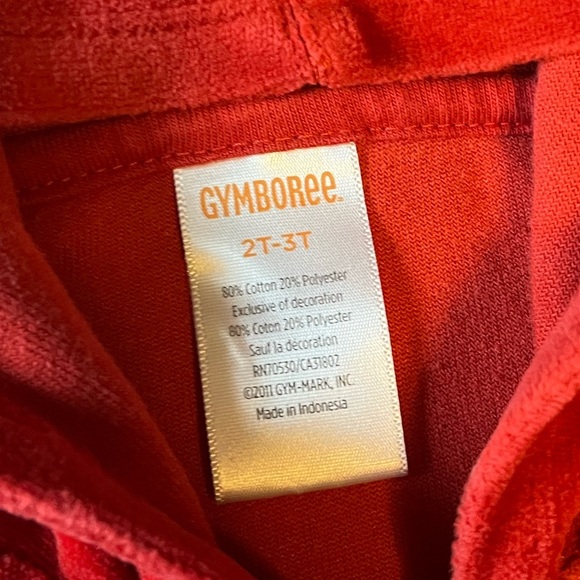 GYMBOREE™
2T-3T
80% Cotton 20% Polyester
Exclusive of decoration
80% Coton 20% Polyester
Sauf la décoration
RN70530/CA31802
©2011 GYM-MARK, INC.
Made in Indonesia